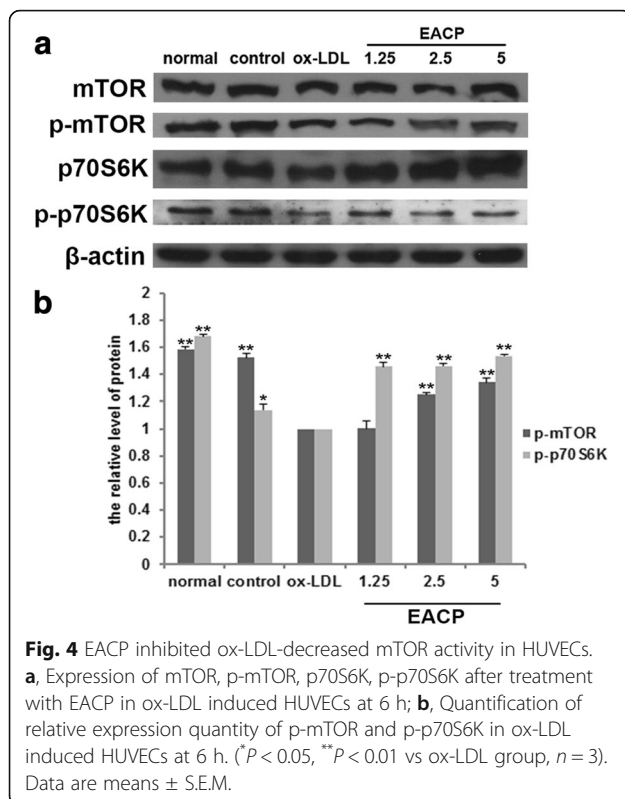 a
EACP
normal control ox-LDL 1.25 2.5 5
mTOR
p-mTOR
p70S6K
p-p70S6K
β-actin
b
the relative level of protein
2
1.8
1.6
1.4
1.2
1
0.8
0.6
0.4
0.2
0
** ** ** * ** ** ** ** **
p-mTOR
p-p70S6K
normal control ox-LDL 1.25 2.5 5
EACP
Fig. 4 EACP inhibited ox-LDL-decreased mTOR activity in HUVECs.
a, Expression of mTOR, p-mTOR, p70S6K, p-p70S6K after treatment
with EACP in ox-LDL induced HUVECs at 6 h; b, Quantification of
relative expression quantity of p-mTOR and p-p70S6K in ox-LDL
induced HUVECs at 6 h. (*P < 0.05, **P < 0.01 vs ox-LDL group, n = 3).
Data are means ± S.E.M.